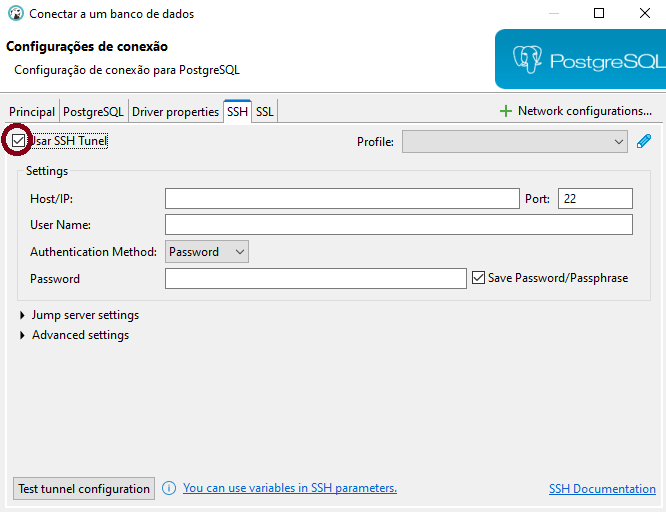 Conectar a um banco de dados
Configurações de conexão
Configuração de conexão para PostgreSQL
PostgreSQL
Principal PostgreSQL Driver properties SSH SSL Network configurations...
Usar SSH Tunel Profile:
Settings
Host/IP: Port: 22
User Name:
Authentication Method: Password
Password Save Password/Passphrase
Jump server settings
Advanced settings
Test tunnel configuration You can use variables in SSH parameters. SSH Documentation